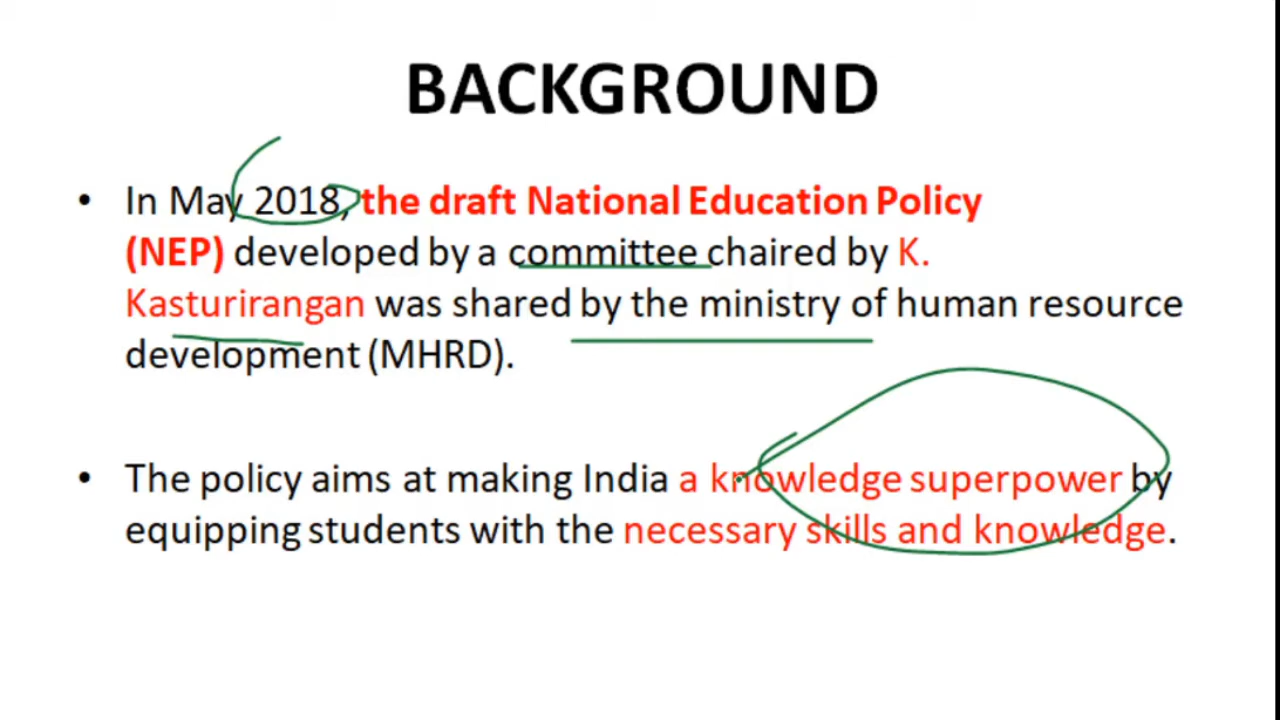 BACKGROUND
• In May 2018, the draft National Education Policy
(NEP) developed by a committee chaired by K.
Kasturirangan was shared by the ministry of human resource
development (MHRD).
• The policy aims at making India a knowledge superpower by
equipping students with the necessary skills and knowledge.